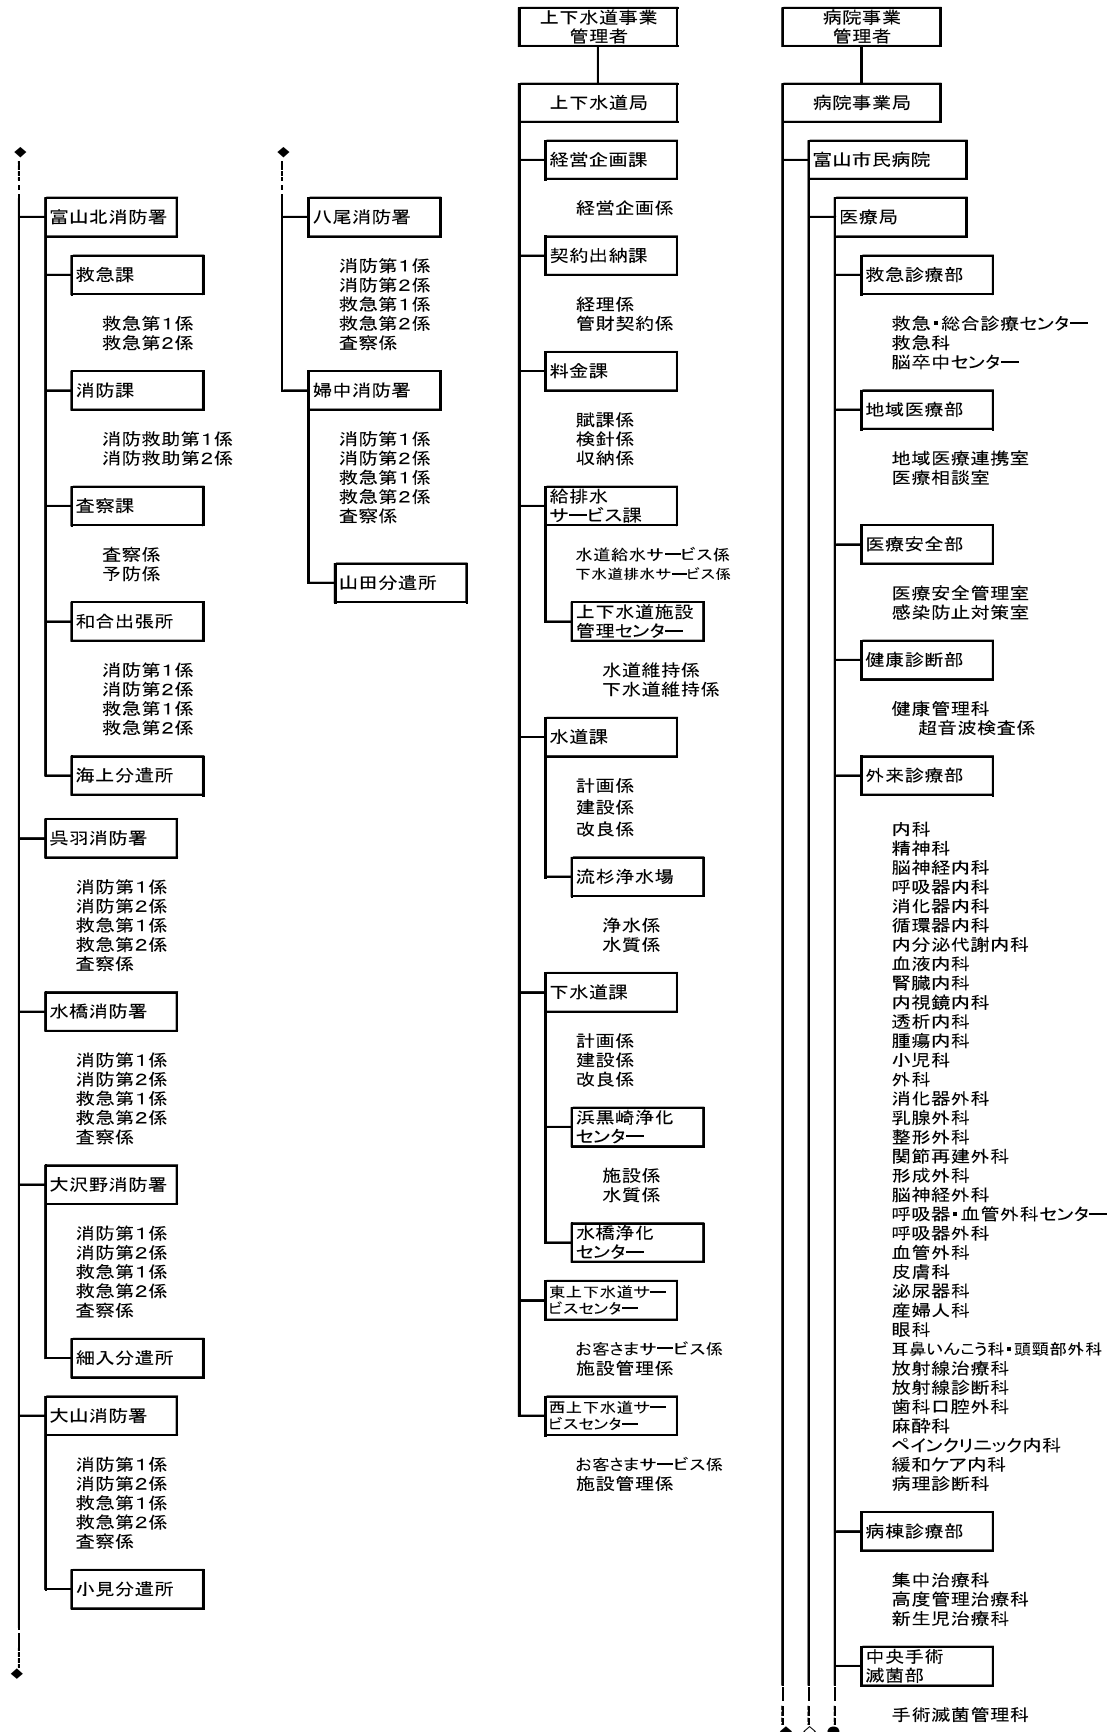 富山北消防署
救急課
救急第1係
救急第2係
消防課
消防救助第1係
消防救助第2係
査察課
査察係
予防係
和合出張所
消防第1係
消防第2係
救急第1係
救急第2係
海上分遣所
呉羽消防署
消防第1係
消防第2係
救急第1係
救急第2係
査察係
水橋消防署
消防第1係
消防第2係
救急第1係
救急第2係
査察係
大沢野消防署
消防第1係
消防第2係
救急第1係
救急第2係
査察係
細入分遣所
大山消防署
消防第1係
消防第2係
救急第1係
救急第2係
査察係
小見分遣所
八尾消防署
消防第1係
消防第2係
救急第1係
救急第2係
査察係
婦中消防署
消防第1係
消防第2係
救急第1係
救急第2係
査察係
山田分遣所
上下水道事業
管理者
上下水道局
経営企画課
経営企画係
契約出納課
経理係
管財契約係
料金課
賦課係
検針係
収納係
給排水
サービス課
水道給水サービス係
下水道排水サービス係
上下水道施設
管理センター
水道維持係
下水道維持係
水道課
計画係
建設係
改良係
流杉浄水場
浄水係
水質係
下水道課
計画係
建設係
改良係
浜黒崎浄化
センター
施設係
水質係
水橋浄化
センター
東上下水道サー
ビスセンター
お客さまサービス係
施設管理係
西上下水道サー
ビスセンター
お客さまサービス係
施設管理係
病院事業
管理者
病院事業局
富山市民病院
医療局
救急診療部
救急・総合診療センター
救急科
脳卒中センター
地域医療部
地域医療連携室
医療相談室
医療安全部
医療安全管理室
感染防止対策室
健康診断部
健康管理科
超音波検査係
外来診療部
内科
精神科
脳神経内科
呼吸器内科
消化器内科
循環器内科
内分泌代謝内科
血液内科
腎臓内科
内視鏡内科
透析内科
腫瘍内科
小児科
外科
消化器外科
乳腺外科
整形外科
関節再建外科
形成外科
脳神経外科
呼吸器・血管外科センター
呼吸器外科
血管外科
皮膚科
泌尿器科
産婦人科
眼科
耳鼻いんこう科・頭頸部外科
放射線治療科
放射線診断科
歯科口腔外科
麻酔科
ペインクリニック内科
緩和ケア内科
病理診断科
病棟診療部
集中治療科
高度管理治療科
新生児治療科
中央手術
滅菌部
手術滅菌管理科